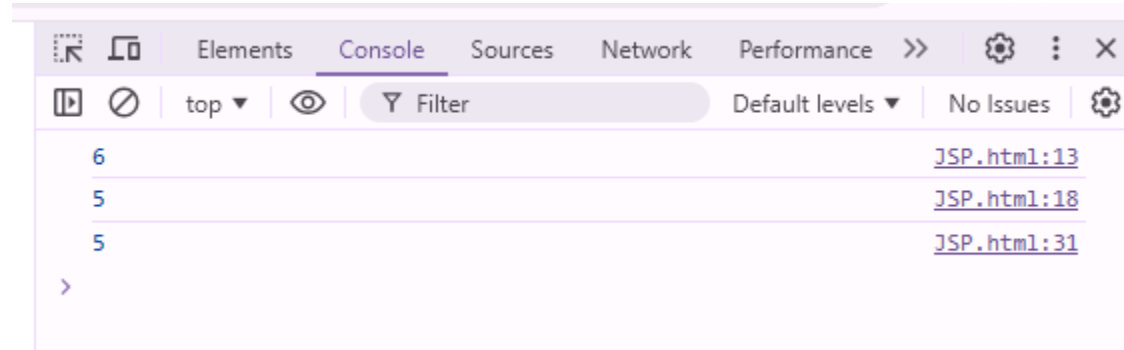 Elements Console Sources Network Performance
top Filter Default levels No Issues
6 JSP.html:13
5 JSP.html:18
5 JSP.html:31